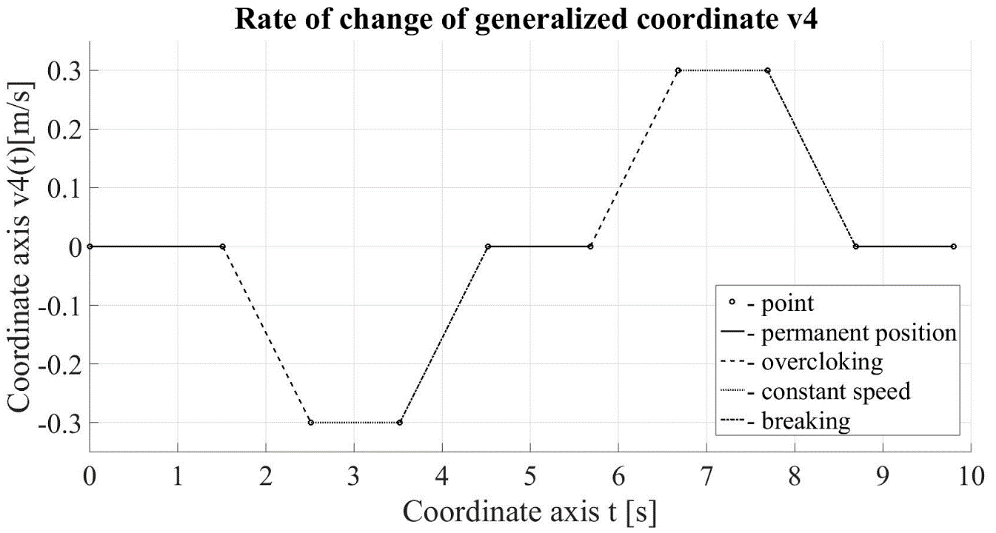 Rate of change of generalized coordinate v4
Coordinate axis v4(t)[m/s]
0.3
0.2
0.1
0
-0.1
-0.2
-0.3
- point
- permanent position
- overcloking
- constant speed
- breaking
0 1 2 3 4 5 6 7 8 9 10
Coordinate axis t [s]